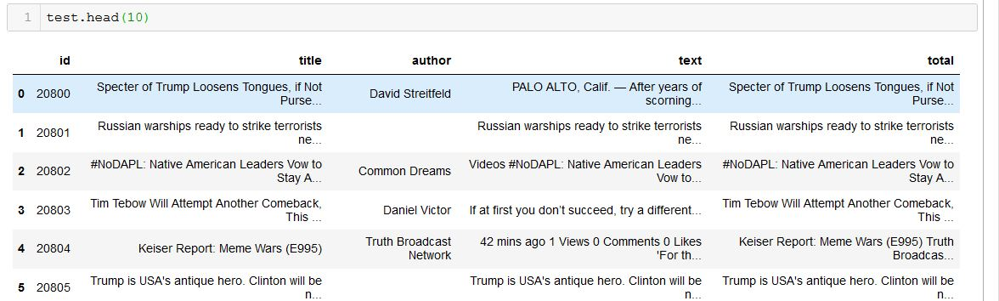 1 test.head(10)
id title author text total
0 20800 Specter of Trump Loosens Tongues, if Not Purse... David Streitfeld PALO ALTO, Calif. — After years of scorning... Specter of Trump Loosens Tongues, if Not Purse...
1 20801 Russian warships ready to strike terrorists ne... Russian warships ready to strike terrorists ne... Russian warships ready to strike terrorists ne...
2 20802 #NoDAPL: Native American Leaders Vow to Stay A... Common Dreams Videos #NoDAPL: Native American Leaders Vow to... #NoDAPL: Native American Leaders Vow to Stay A...
3 20803 Tim Tebow Will Attempt Another Comeback, This ... Daniel Victor If at first you don’t succeed, try a different... Tim Tebow Will Attempt Another Comeback, This ...
4 20804 Keiser Report: Meme Wars (E995) Truth Broadcast Network 42 mins ago 1 Views 0 Comments 0 Likes 'For th... Keiser Report: Meme Wars (E995) Truth Broadcas...
5 20805 Trump is USA's antique hero. Clinton will be n... Trump is USA's antique hero. Clinton will be n... Trump is USA's antique hero. Clinton will be n...